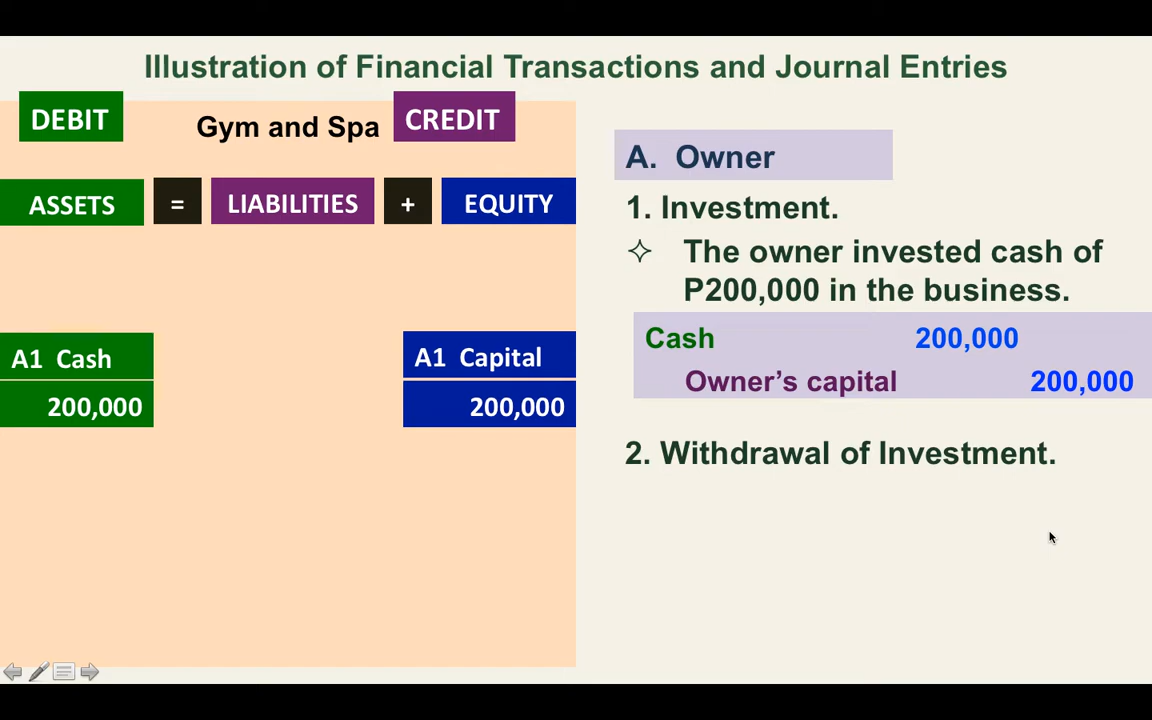 Illustration of Financial Transactions and Journal Entries
DEBIT
Gym and Spa
CREDIT
ASSETS = LIABILITIES + EQUITY
A1 Cash
200,000
A1 Capital
200,000
A. Owner
1. Investment.
✧ The owner invested cash of
P200,000 in the business.
Cash 200,000
Owner’s capital 200,000
2. Withdrawal of Investment.